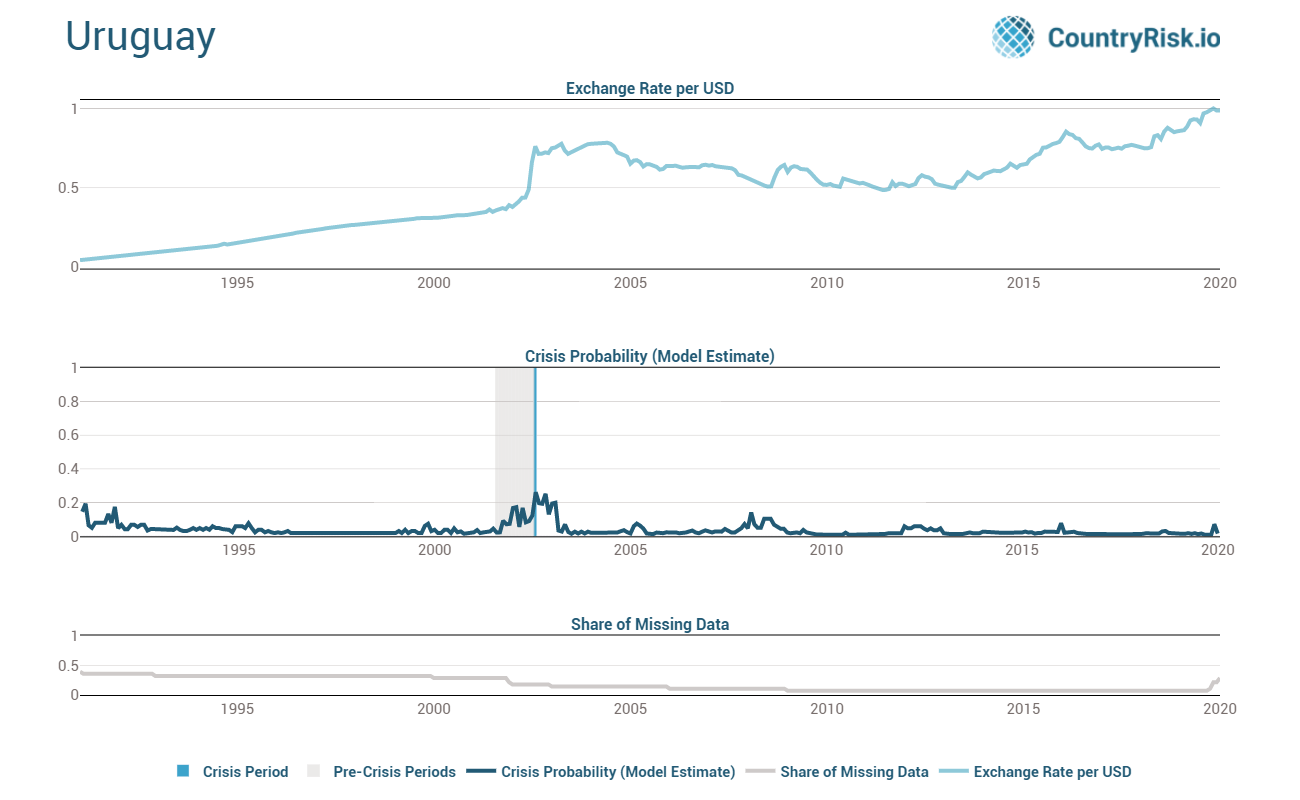 Uruguay
CountryRisk.io
Exchange Rate per USD
1
0.5
0
1995 2000 2005 2010 2015 2020
Crisis Probability (Model Estimate)
1
0.8
0.6
0.4
0.2
0
1995 2000 2005 2010 2015 2020
Share of Missing Data
1
0.5
0
1995 2000 2005 2010 2015 2020
Crisis Period Pre-Crisis Periods Crisis Probability (Model Estimate) Share of Missing Data Exchange Rate per USD